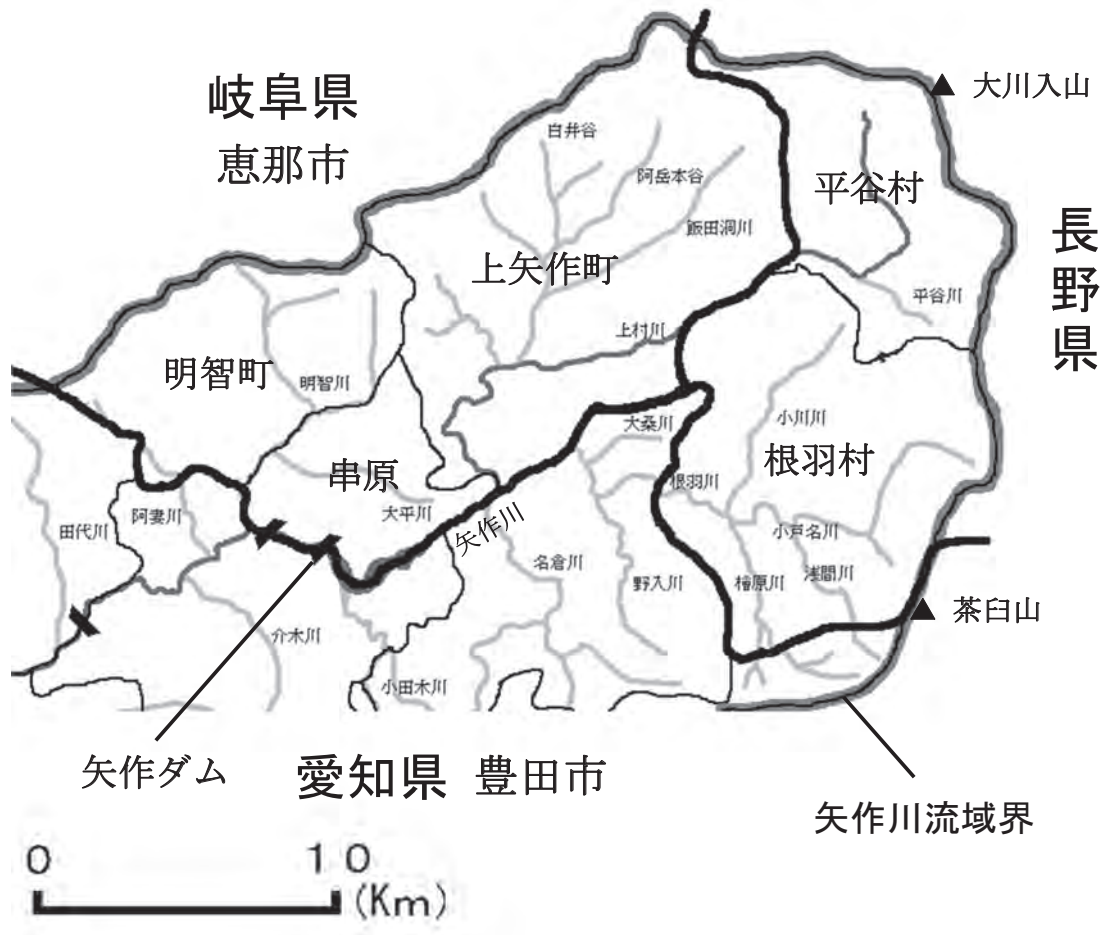 岐阜県
恵那市
大川入山
白井谷
阿岳本谷
平谷村
飯田洞川
長野県
上矢作町
平谷川
上村川
明智町
明智川
大桑川
小川川
串原
根羽村
根羽川
大平川
矢作川
田代川
阿妻川
小戸名川
名倉川
野入川
檜原川
浅間川
茶臼山
介木川
小田木川
矢作ダム
愛知県 豊田市
矢作川流域界
0 10
(Km)